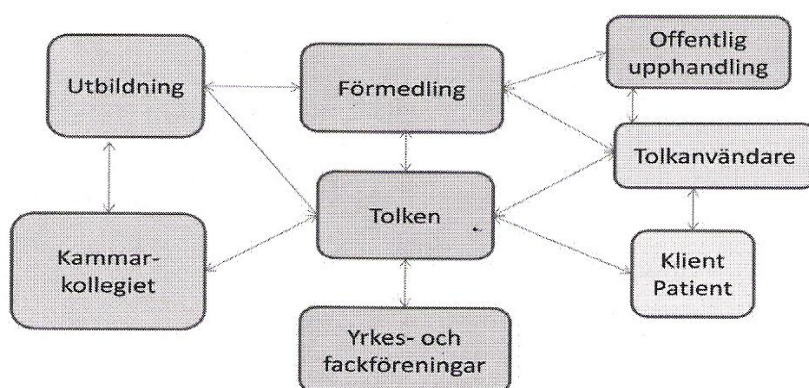 Utbildning
Förmedling
Offentlig
upphandling
Tolkanvändare
Tolken
Kammar-
kollegiet
Klient
Patient
Yrkes- och
fackföreningar